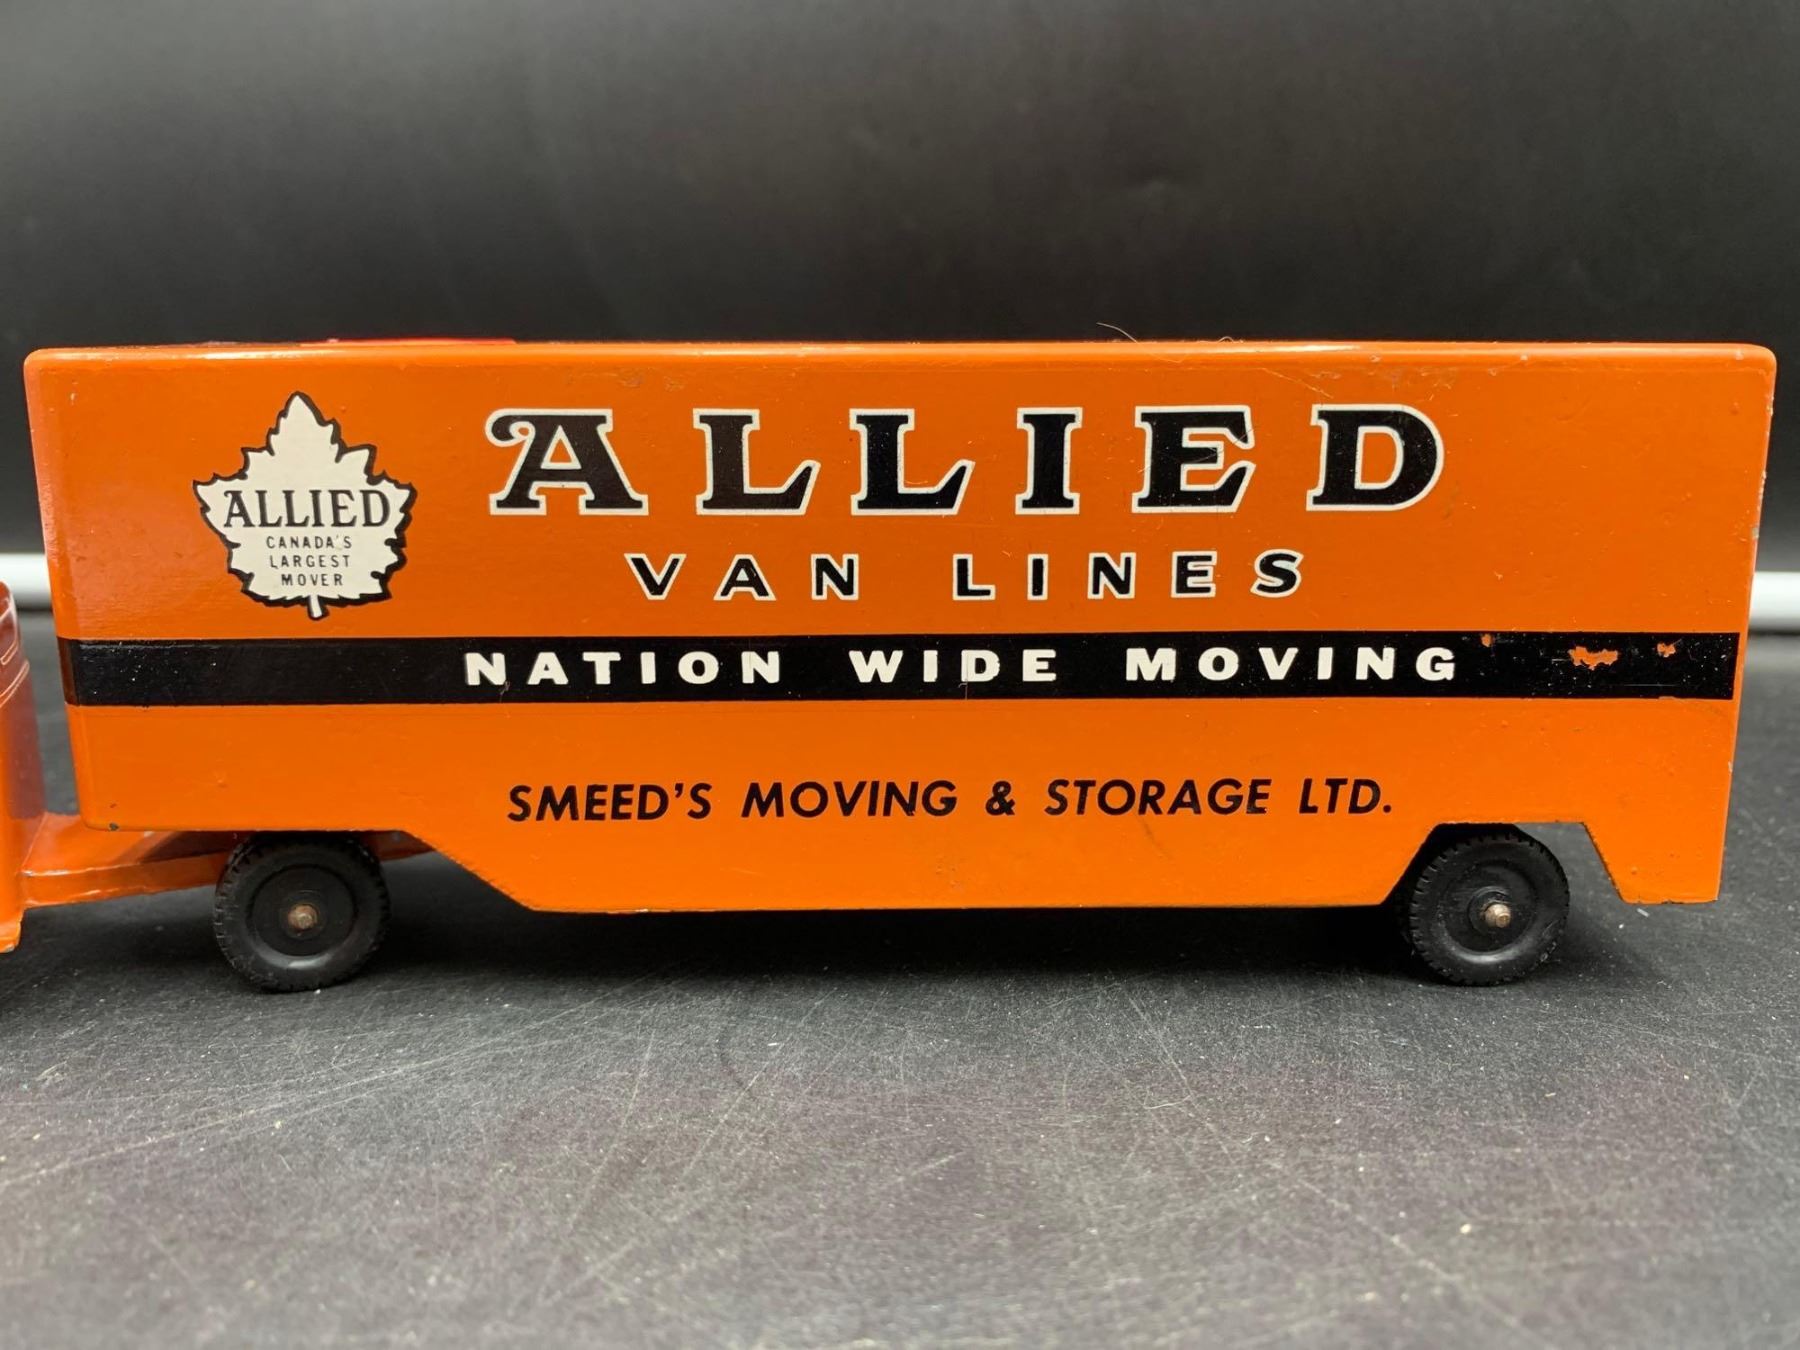 ALLIED
CANADA'S
LARGEST
MOVER
ALLIED
VAN LINES
NATION WIDE MOVING
SMEED'S MOVING & STORAGE LTD.